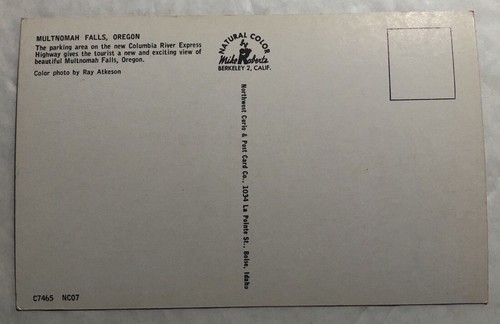 MULTNOMAH FALLS, OREGON
The parking area on the new Columbia River Express
Highway gives the tourist a new and exciting view of
beautiful Multnomah Falls, Oregon.
Color photo by Ray Atkeson
NATURAL COLOR
by
Mike Roberts
BERKELEY 2, CALIF.
Northwest Curio & Post Card Co., 1034 La Pointe St., Boise, Idaho
C7465 NC07